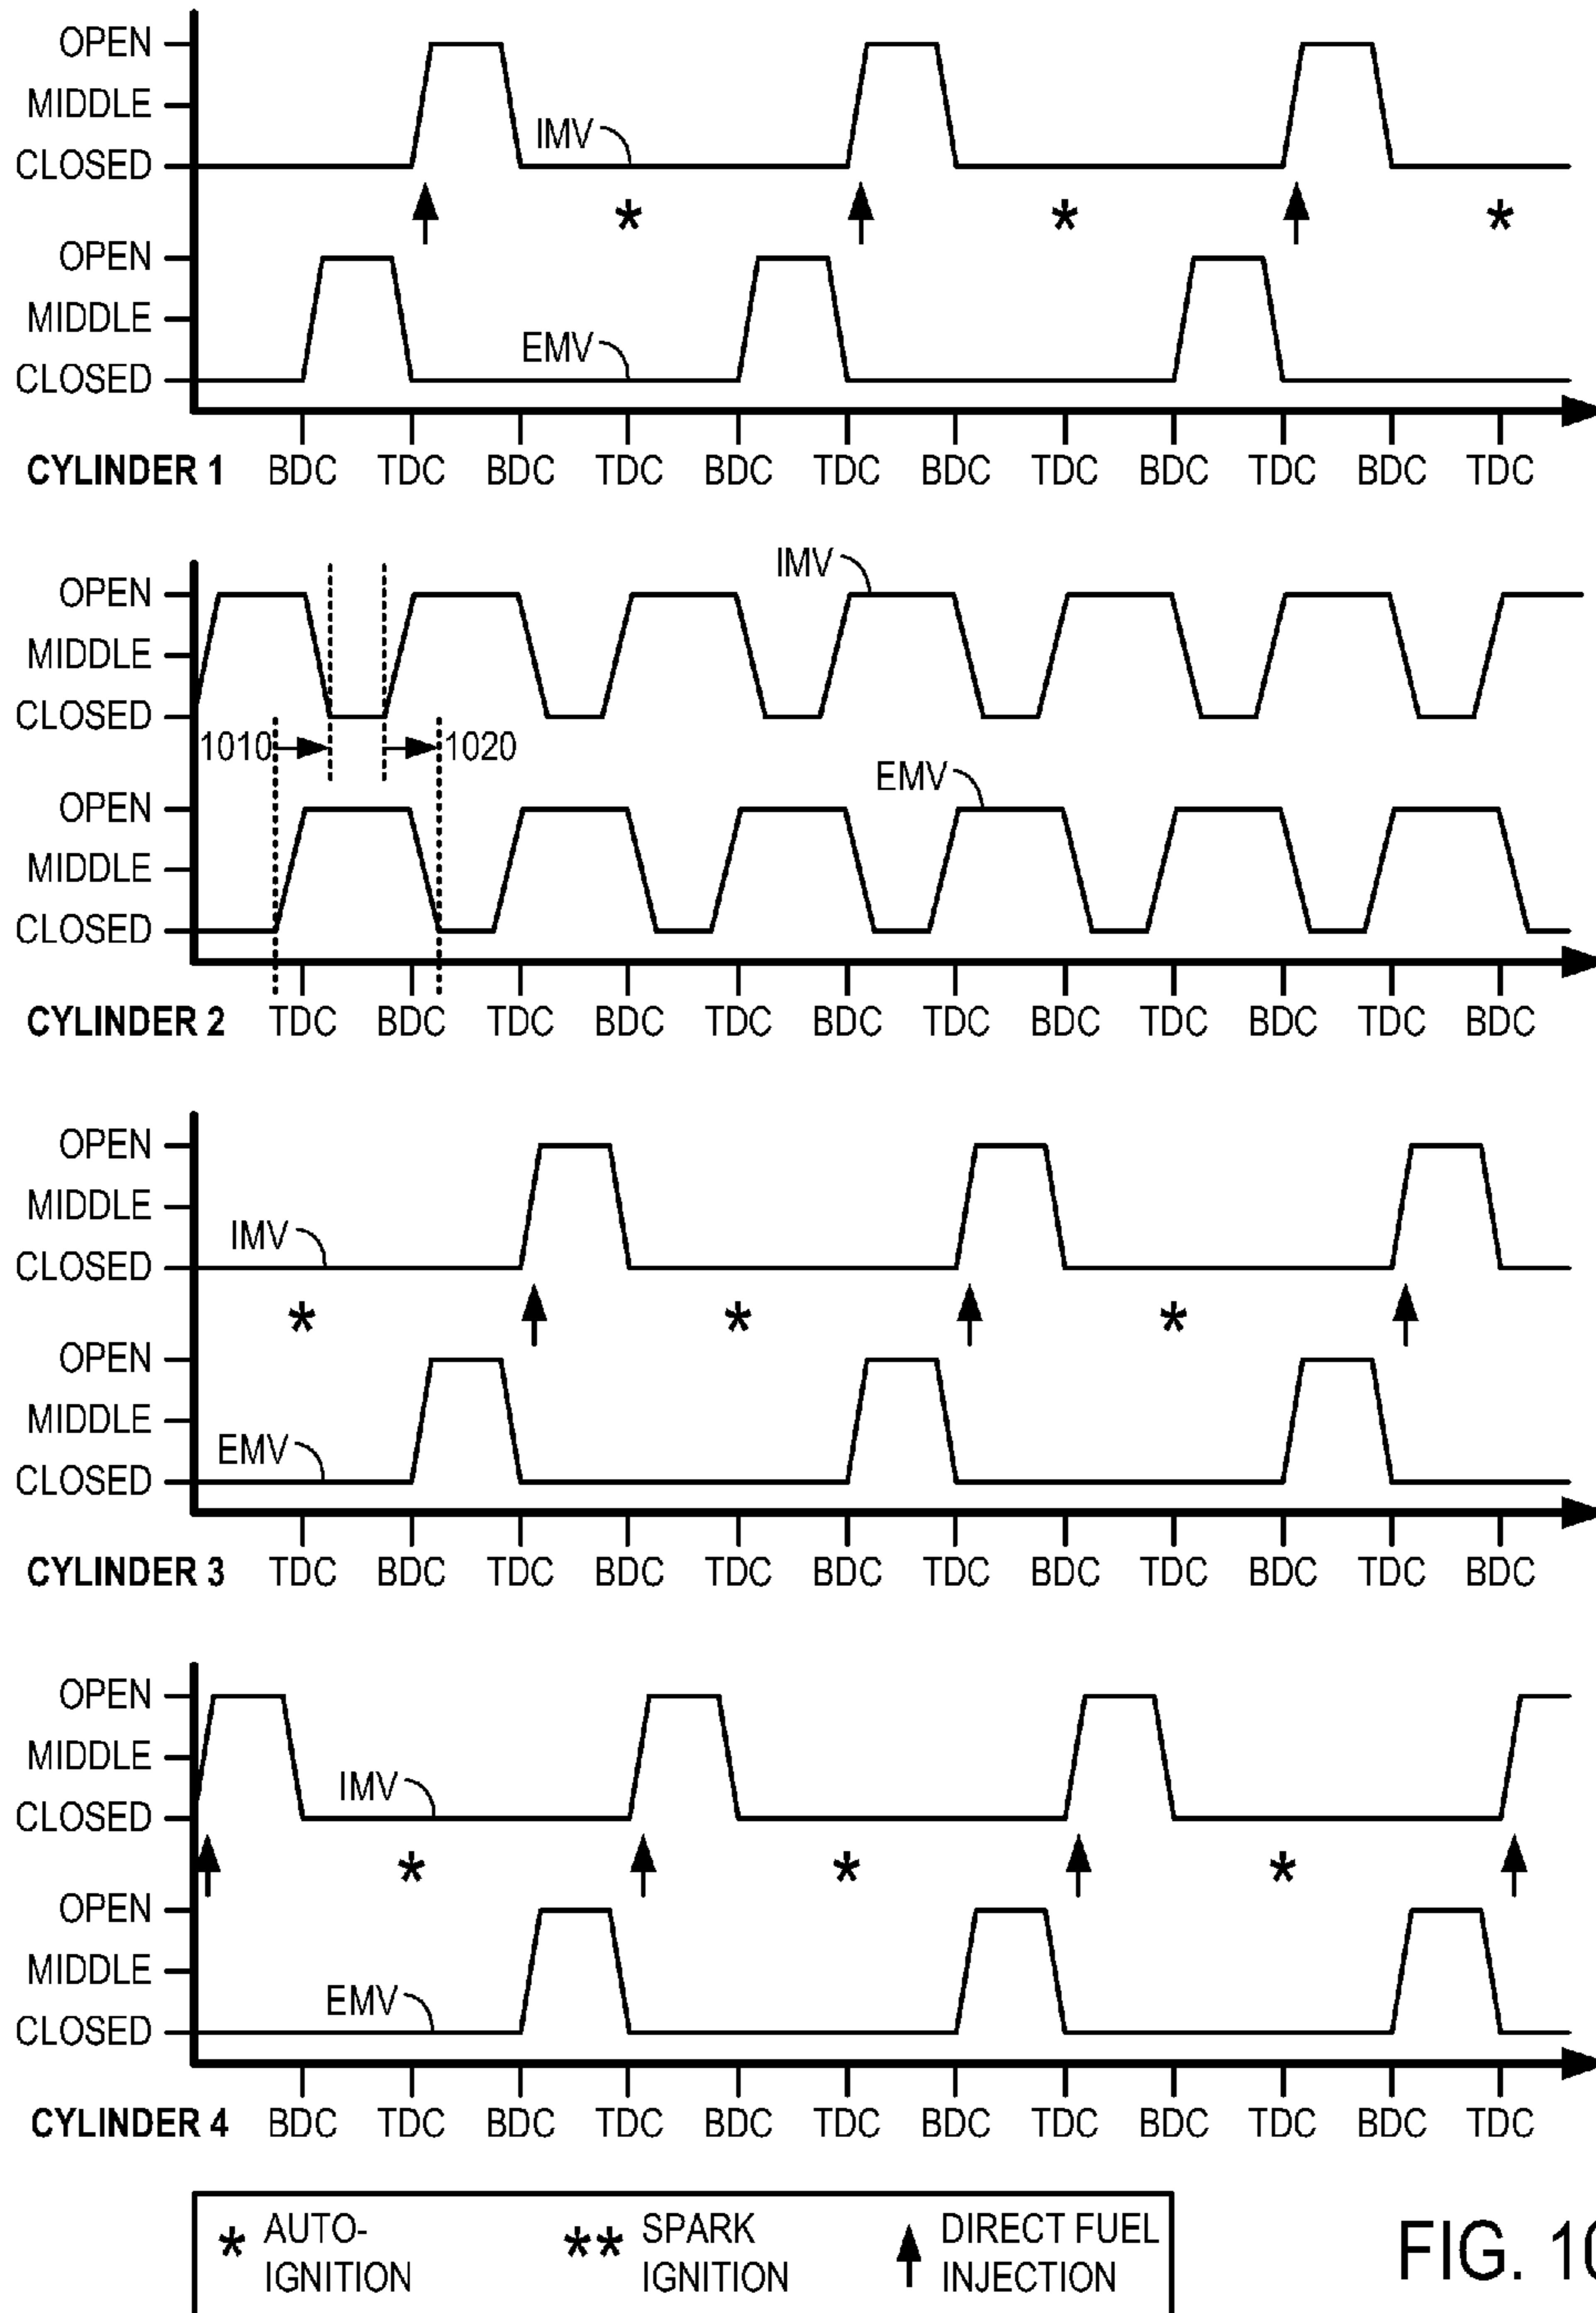 OPEN
MIDDLE
IMV
CLOSED
*
*
*
OPEN
MIDDLE
EMV
CLOSED
CYLINDER 1 BDC TDC BDC TDC BDC TDC BDC TDC BDC TDC BDC TDC
IMV
OPEN
MIDDLE
CLOSED
1010 1020
EMV
OPEN
MIDDLE
CLOSED
CYLINDER 2 TDC BDC TDC BDC TDC BDC TDC BDC TDC BDC TDC BDC
OPEN
MIDDLE
IMV
CLOSED
*
*
*
OPEN
MIDDLE
EMV
CLOSED
CYLINDER 3 TDC BDC TDC BDC TDC BDC TDC BDC TDC BDC TDC BDC
OPEN
MIDDLE
IMV
CLOSED
*
*
*
OPEN
MIDDLE
EMV
CLOSED
CYLINDER 4 BDC TDC BDC TDC BDC TDC BDC TDC BDC TDC BDC TDC
* AUTO-
IGNITION
** SPARK
IGNITION
DIRECT FUEL
INJECTION
FIG. 10